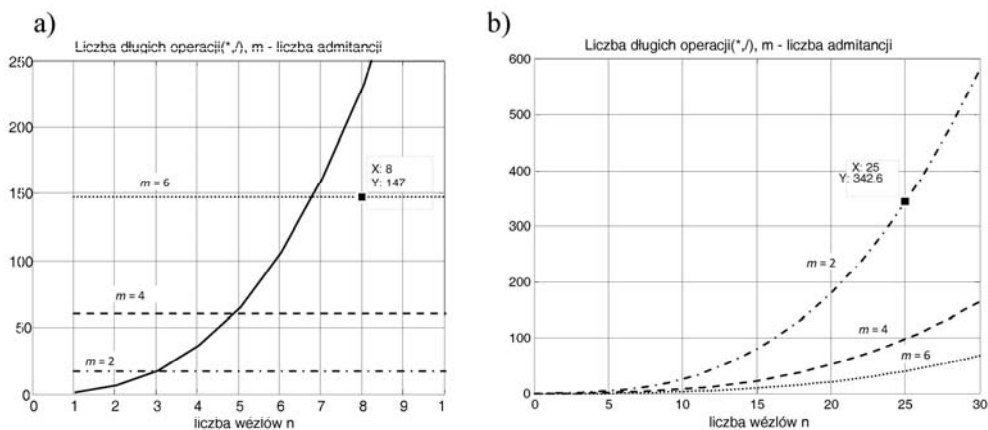 a)
Liczba długich operacji(*,/), m - liczba admitancji
250
200
150
100
50
0
m = 6
X: 8
Y: 147
m = 4
m = 2
0 1 2 3 4 5 6 7 8 9 1
liczba wézlów n
b)
Liczba długich operacji(*,/), m - liczba admitancji
600
500
400
300
200
100
0
X: 25
Y: 342.6
m = 2
m = 4
m = 6
0 5 10 15 20 25 30
liczba wézlów n